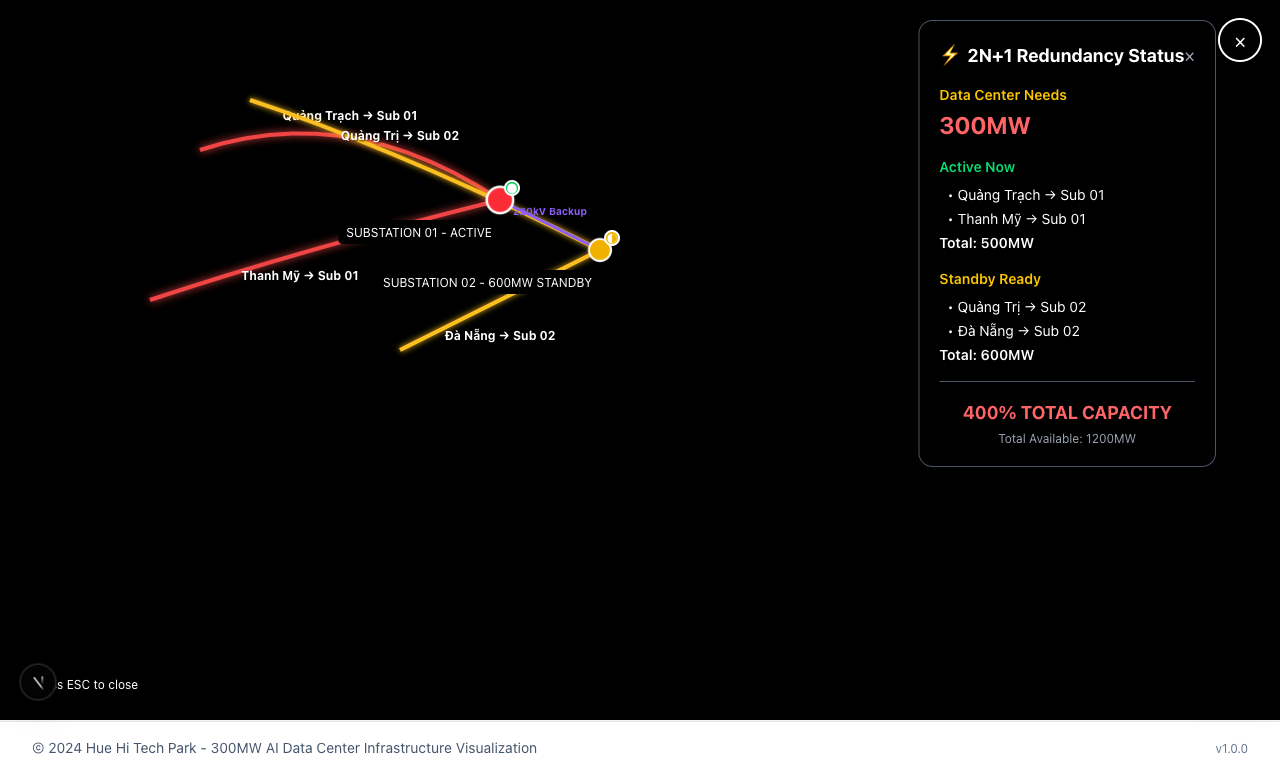 Quảng Trạch → Sub 01
Quảng Trị → Sub 02
220kV Backup
SUBSTATION 01 - ACTIVE
Thanh Mỹ → Sub 01
SUBSTATION 02 - 600MW STANDBY
Đà Nẵng → Sub 02
⚡ 2N+1 Redundancy Status×
×
Data Center Needs
300MW
Active Now
• Quảng Trạch → Sub 01
• Thanh Mỹ → Sub 01
Total: 500MW
Standby Ready
• Quảng Trị → Sub 02
• Đà Nẵng → Sub 02
Total: 600MW
400% TOTAL CAPACITY
Total Available: 1200MW
s ESC to close
© 2024 Hue Hi Tech Park - 300MW AI Data Center Infrastructure Visualization
v1.0.0